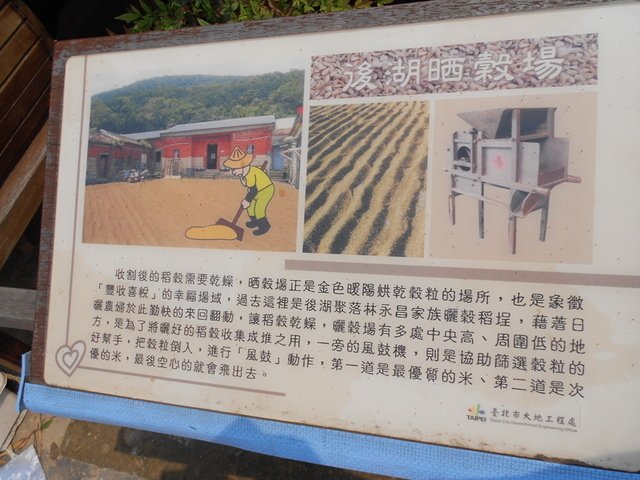 後湖晒穀場
春
收割後的稻穀需要乾燥，晒穀場正是金色暖陽烘乾穀粒的場所，也是象徵
「豐收喜悅」的幸福場域，過去這裡是後湖聚落林永昌家族曬穀稻埕，藉著日
曬農婦於此勤秧的來回翻動，讓稻穀乾燥，曬穀場有多處中央高、周圍低的地
方，是為了將曬好的稻穀收集成堆之用，一旁的風鼓機，則是協助篩選穀粒的
好幫手，把穀倒入，進行「風鼓」動作，第一道是最優質的米、第二道是次
優的米，最後空心的就會飛出去。
TAIPEI 臺北市大地工程處
Taipei City Geotechnical Engineering Office